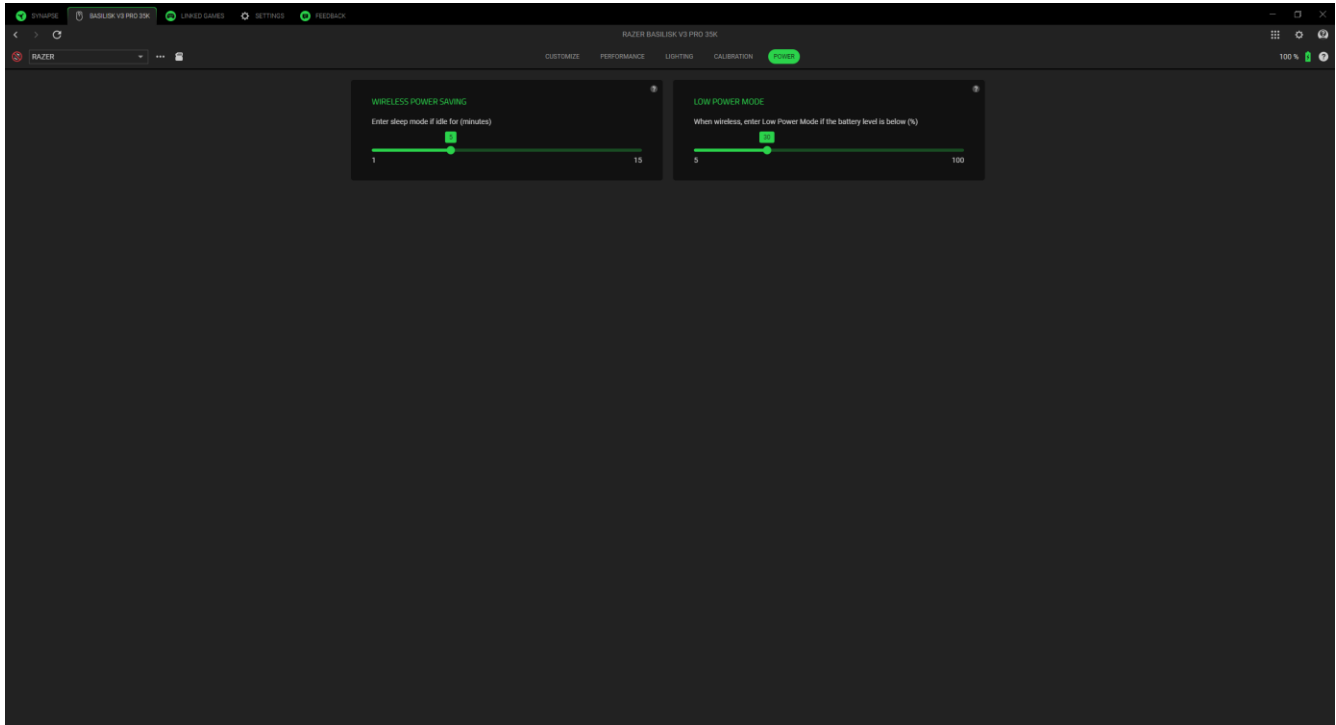 SYNAPSE BASILISK V3 PRO 35K LINKED GAMES SETTINGS FEEDBACK
RAZER BASILISK V3 PRO 35K
RAZER CUSTOMIZE PERFORMANCE LIGHTING CALIBRATION POWER 100 %
WIRELESS POWER SAVING
Enter sleep mode if idle for (minutes)
5
1 15
LOW POWER MODE
When wireless, enter Low Power Mode if the battery level is below (%)
30
5 100